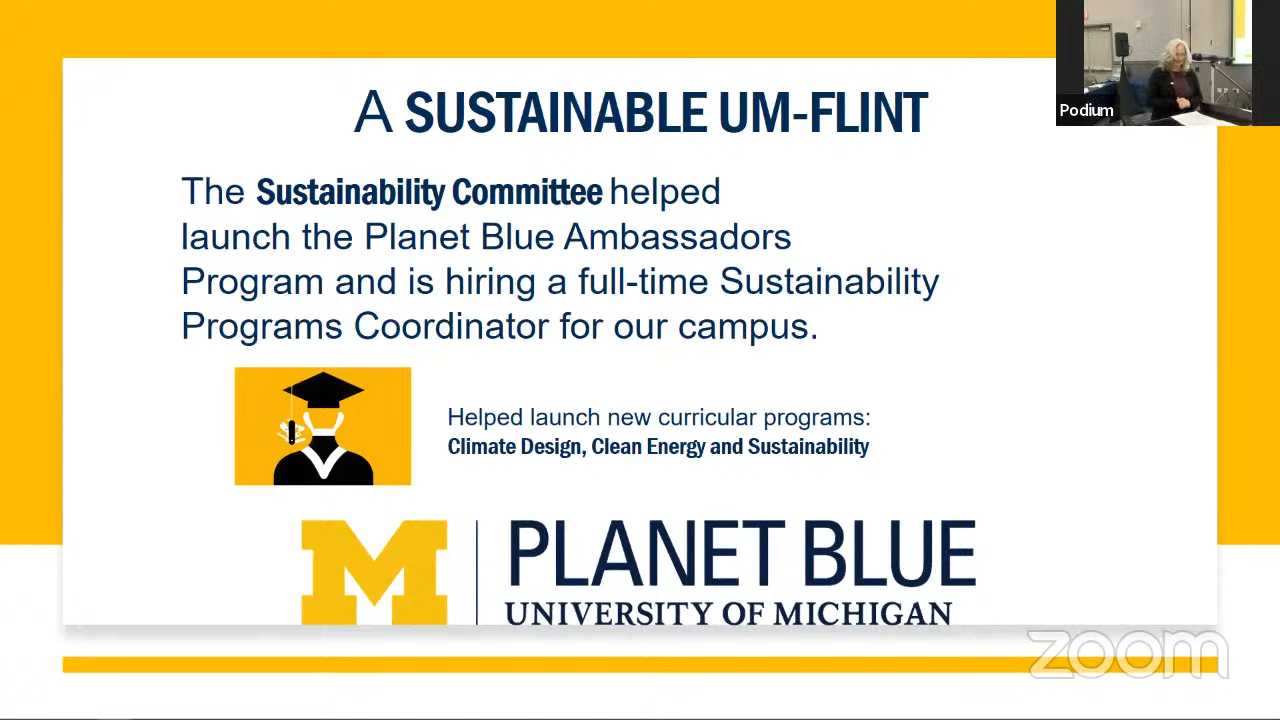 Podium
A SUSTAINABLE UM-FLINT
The Sustainability Committee helped
launch the Planet Blue Ambassadors
Program and is hiring a full-time Sustainability
Programs Coordinator for our campus.
Helped launch new curricular programs:
Climate Design, Clean Energy and Sustainability
M
PLANET BLUE
UNIVERSITY OF MICHIGAN
zoom